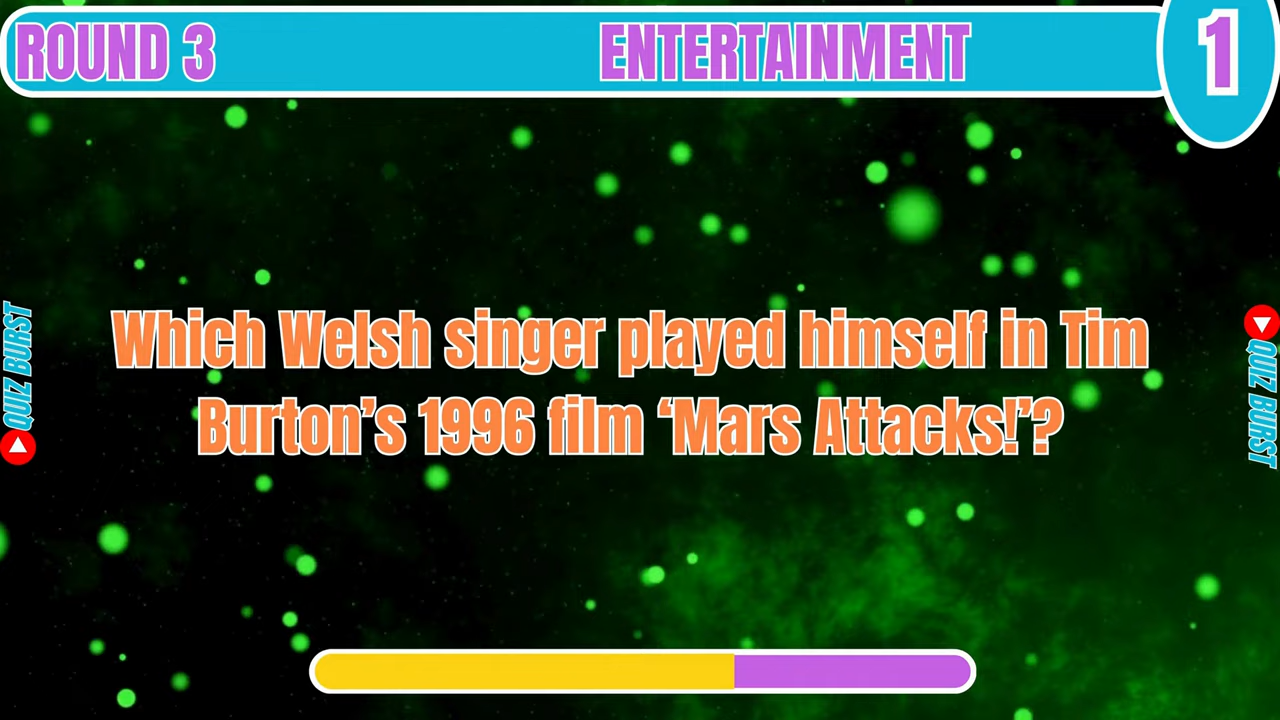 ROUND 3
ENTERTAINMENT
1
Which Welsh singer played himself in Tim
Burton’s 1996 film ‘Mars Attacks!’?
QUIZ BURST
QUIZ BURST